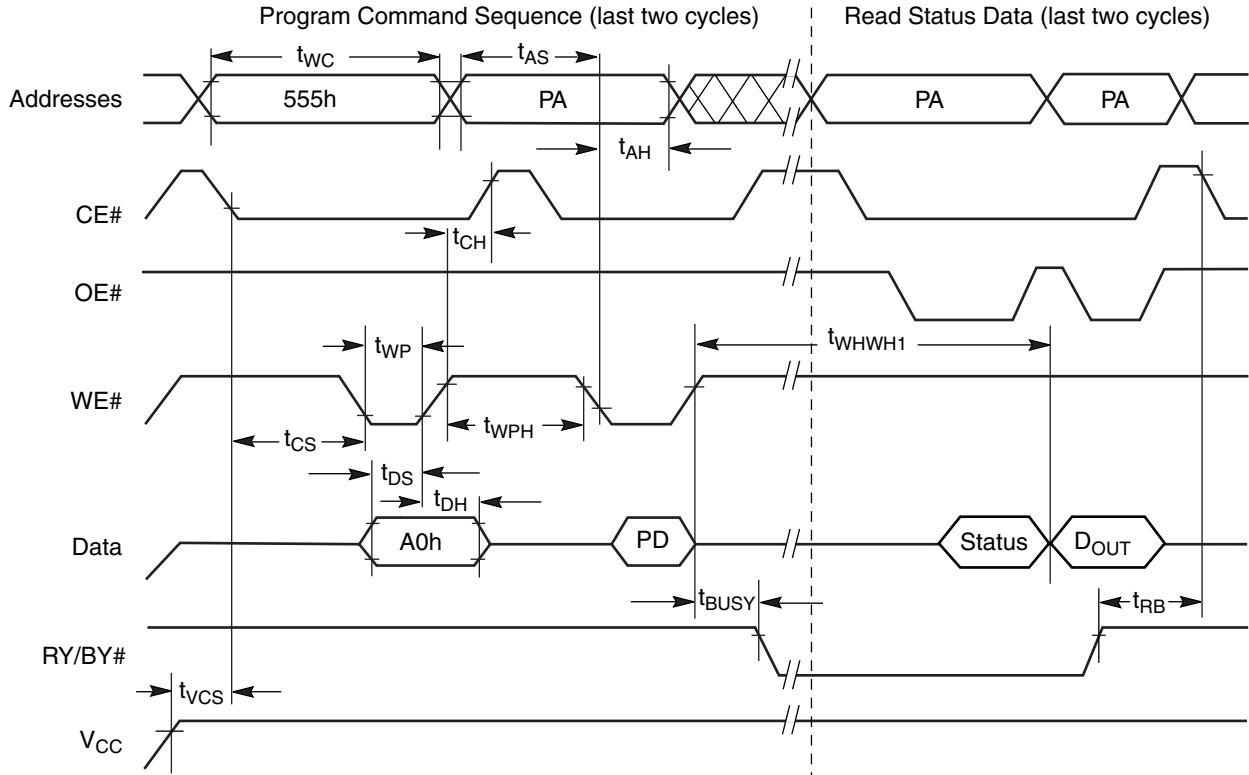 Program Command Sequence (last two cycles)
Read Status Data (last two cycles)
tWC
tAS
Addresses
555h
PA
PA
PA
tAH
CE#
tCH
OE#
tWP
tWHWH1
WE#
tCS
tWPH
tDS
tDH
Data
A0h
PD
Status
DOUT
tBUSY
tRB
RY/BY#
tVCS
VCC